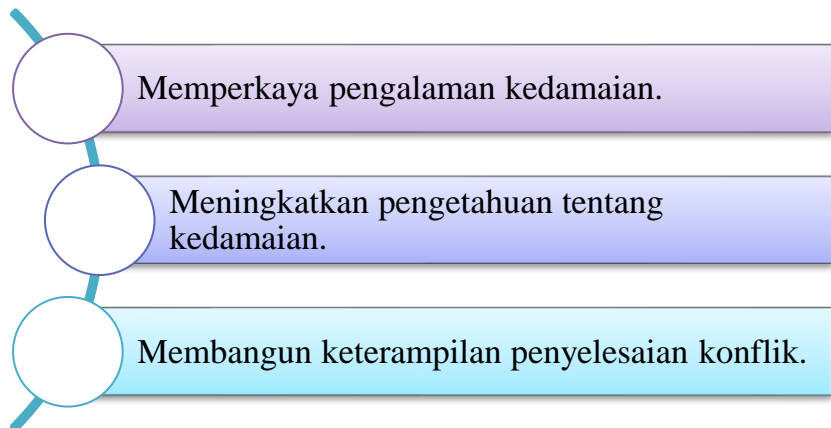 Memperkaya pengalaman kedamaian.
Meningkatkan pengetahuan tentang
kedamaian.
Membangun keterampilan penyelesaian konflik.